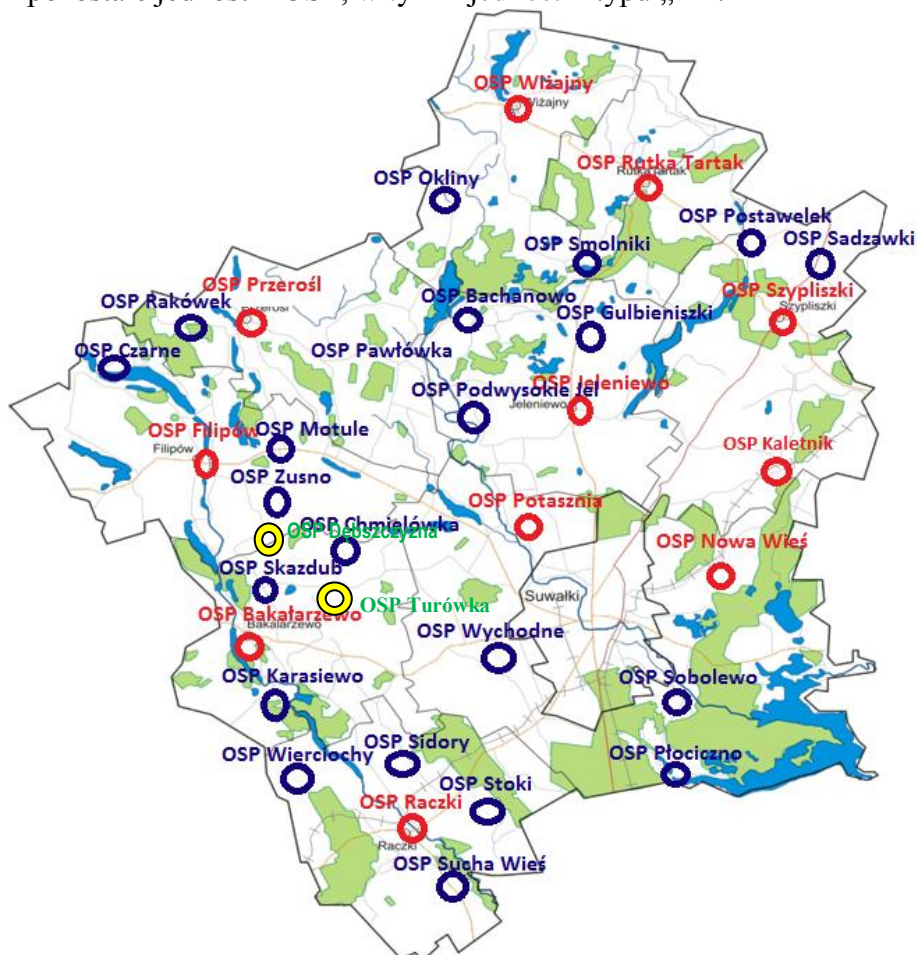 OSP Wiżajny
Wiżajny
OSP Rutka Tartak
Rutka Tartak
OSP Okliny
OSP Postawelek
OSP Smolniki
OSP Sadzawki
OSP Przerośl
OSP Szypliszki
Szypliszki
OSP Rakówek
OSP Bachanowo
OSP Gulbieniszki
OSP Czarne
OSP Pawłówka
OSP Podwysokie Jel
OSP Jeleniewo
Jeleniewo
OSP Filipów
Filipów
OSP Motule
OSP Kaletnik
OSP Zusno
OSP Potasznia
OSP Chmielówka
OSP Dębszczyzna
OSP Nowa Wieś
OSP Skazdub
OSP Turówka
Suwałki
OSP Bakałarzewo
Bakałarzewo
OSP Wychodne
OSP Karasiewo
OSP Sobolewo
OSP Wierciochy
OSP Sidory
OSP Płociczno
OSP Stoki
OSP Raczki
Raczki
OSP Sucha Wieś